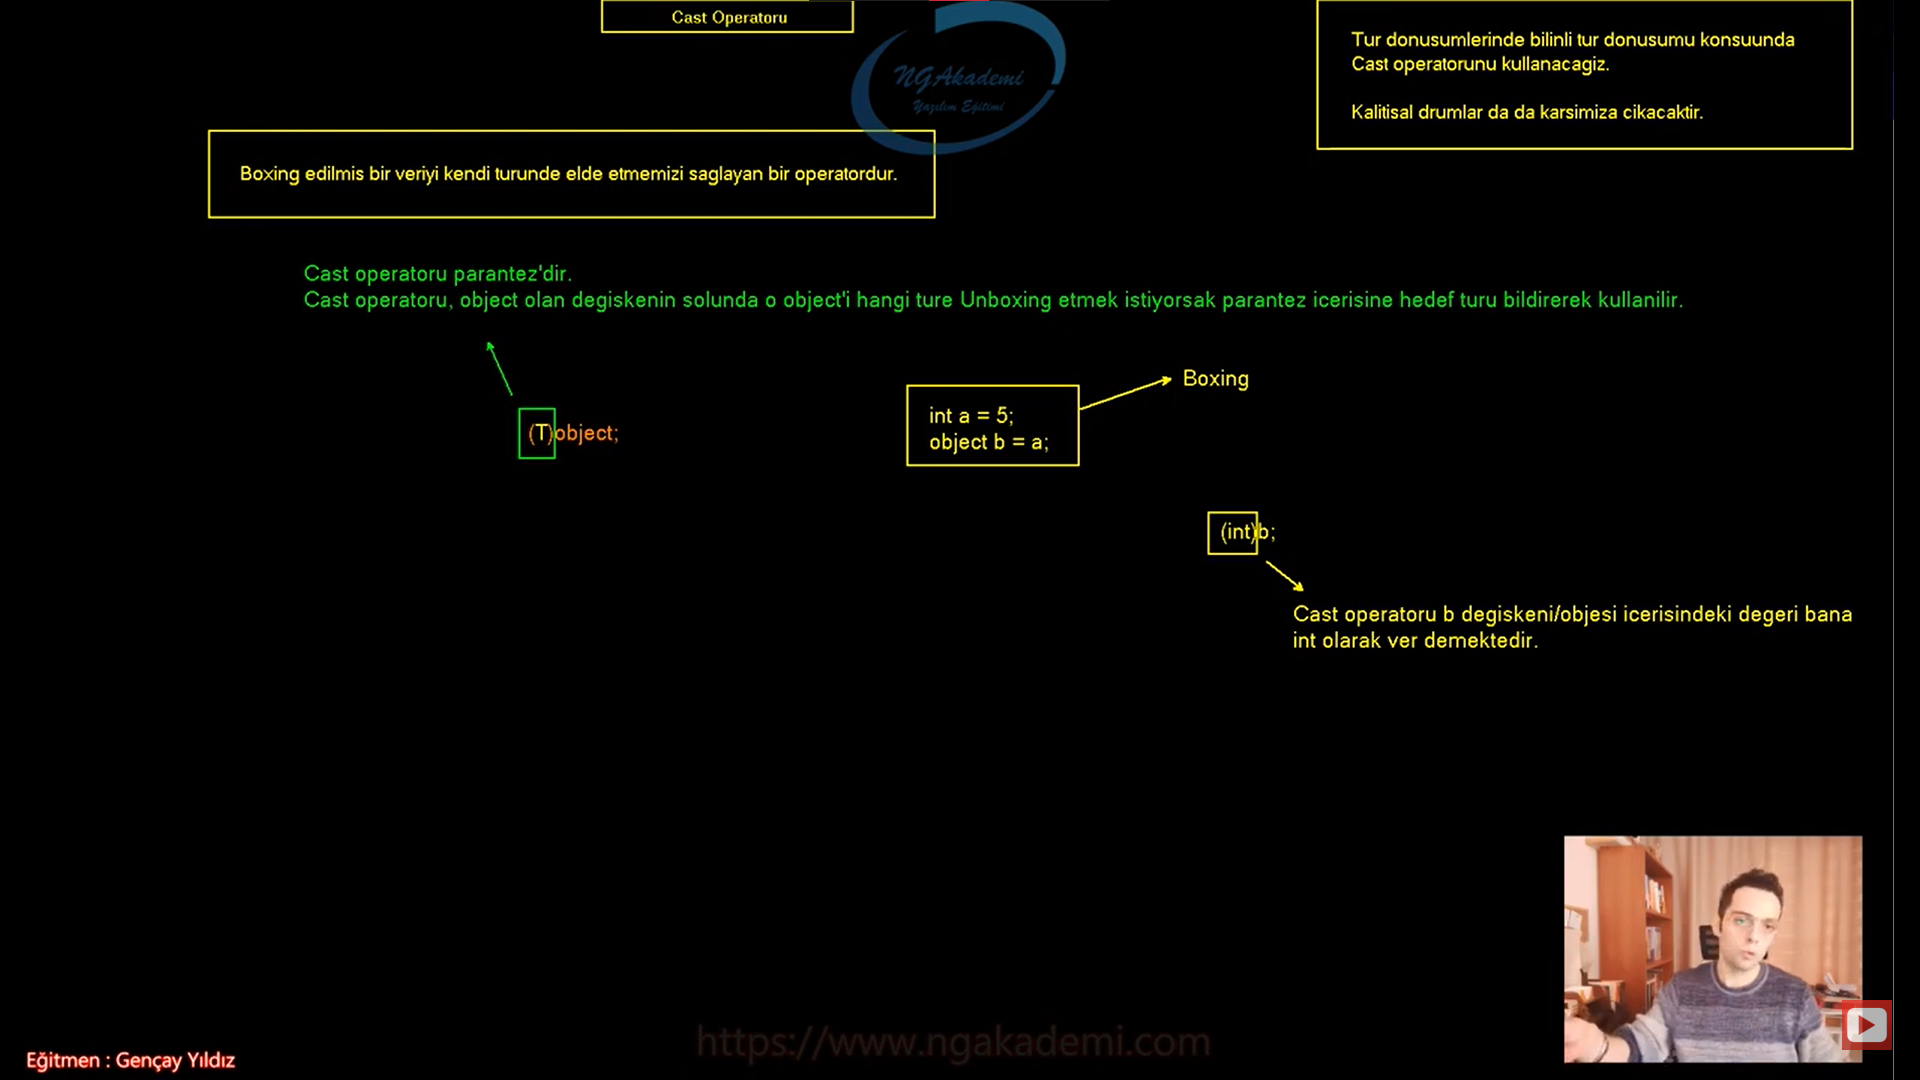 Cast Operatoru
NGAkademi
Yazılım Eğitimi
Tur donusumlerinde bilinli tur donusumu konsuunda
Cast operatorunu kullanacagiz.
Kalitisal drumlar da da karsimiza cikacaktir.
Boxing edilmis bir veriyi kendi turunde elde etmemizi saglayan bir operatordur.
Cast operatoru parantez'dir.
Cast operatoru, object olan degiskenin solunda o object'i hangi ture Unboxing etmek istiyorsak parantez icerisine hedef turu bildirerek kullanilir.
(T)object;
int a = 5;
object b = a;
Boxing
(int)b;
Cast operatoru b degiskeni/objesi icerisindeki degeri bana
int olarak ver demektedir.
https://www.ngakademi.com
Eğitmen : Gençay Yıldız